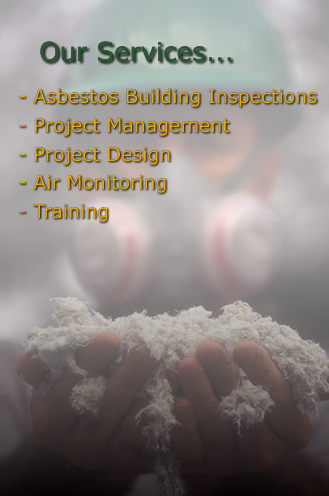 Our Services...
- Asbestos Building Inspections
- Project Management
- Project Design
- Air Monitoring
- Training